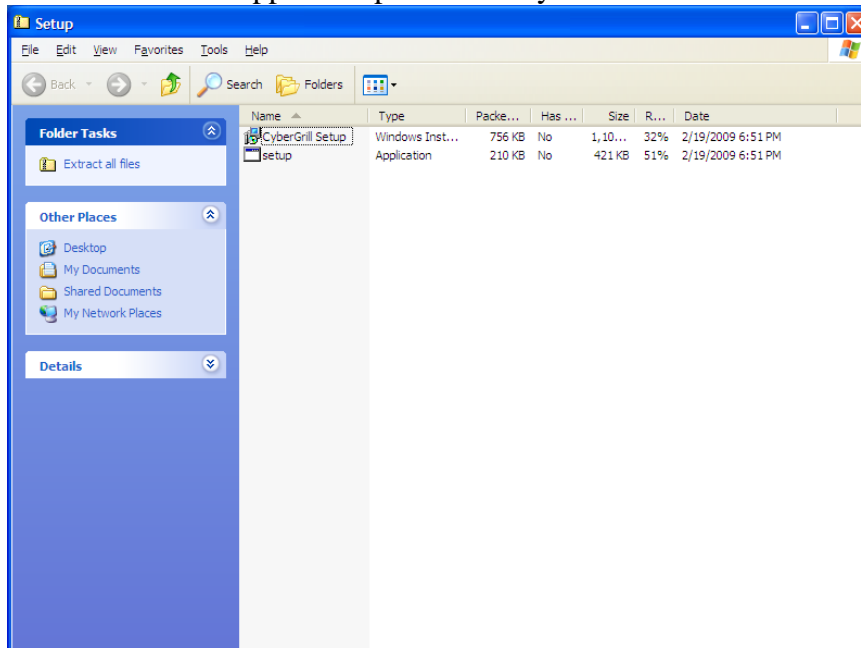 Setup
File Edit View Favorites Tools Help
Back Search Folders
Name Type Packe... Has ... Size R... Date
Folder Tasks
CyberGrill Setup Windows Inst... 756 KB No 1,10... 32% 2/19/2009 6:51 PM
setup Application 210 KB No 421 KB 51% 2/19/2009 6:51 PM
Extract all files
Other Places
Desktop
My Documents
Shared Documents
My Network Places
Details